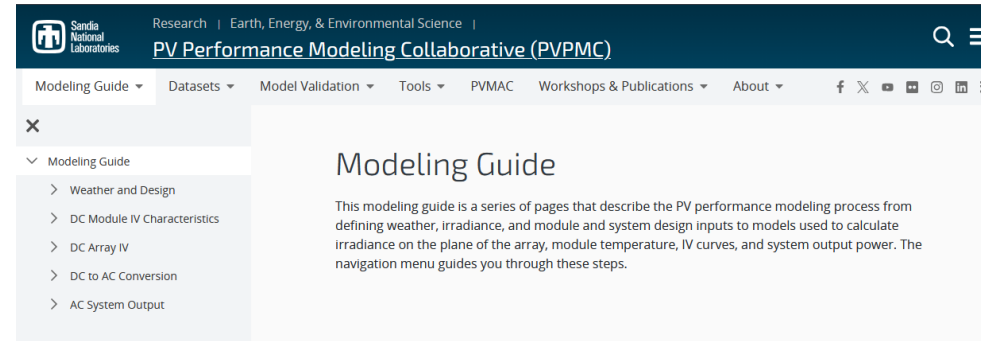 Sandia
National
Laboratories
Research | Earth, Energy, & Environmental Science |
PV Performance Modeling Collaborative (PVPMC)
Modeling Guide Datasets Model Validation Tools PVMAC Workshops & Publications About
Modeling Guide
Weather and Design
DC Module IV Characteristics
DC Array IV
DC to AC Conversion
AC System Output
Modeling Guide
This modeling guide is a series of pages that describe the PV performance modeling process from
defining weather, irradiance, and module and system design inputs to models used to calculate
irradiance on the plane of the array, module temperature, IV curves, and system output power. The
navigation menu guides you through these steps.